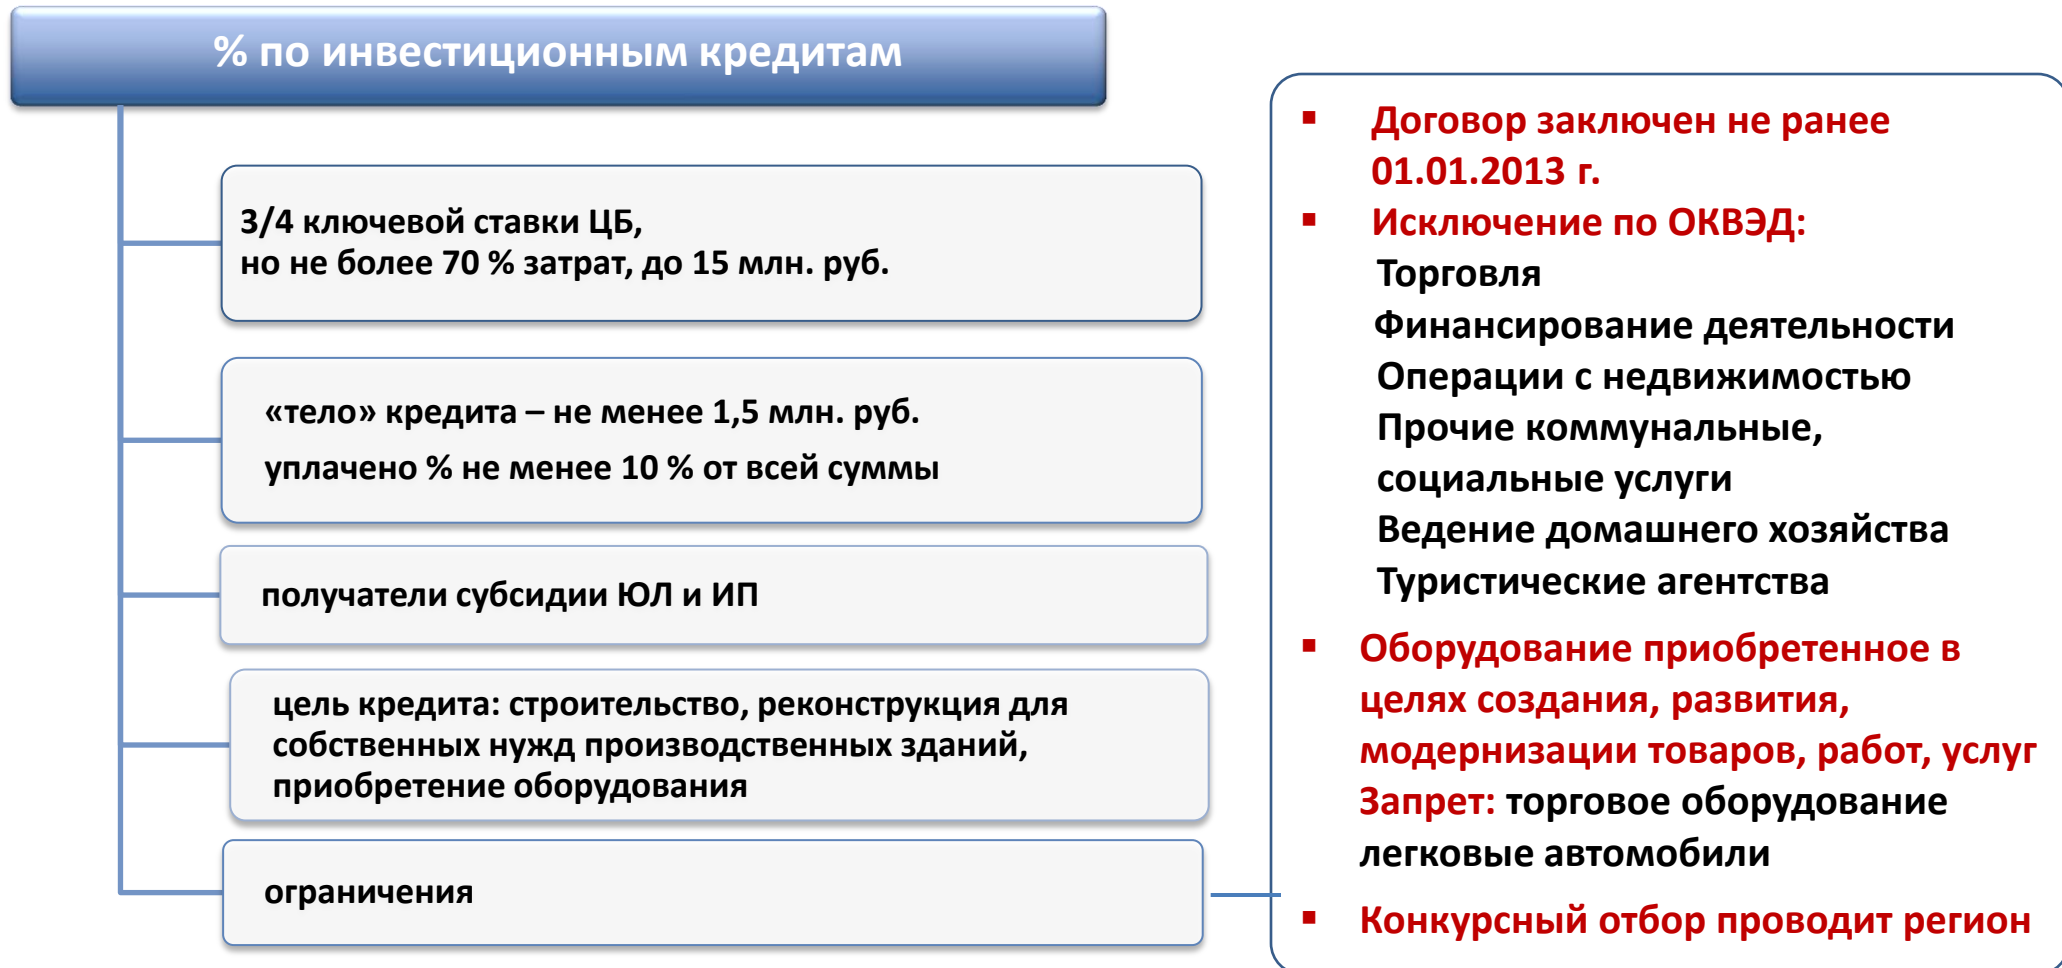 % по инвестиционным кредитам
3/4 ключевой ставки ЦБ,
но не более 70 % затрат, до 15 млн. руб.
«тело» кредита – не менее 1,5 млн. руб.
уплачено % не менее 10 % от всей суммы
получатели субсидии ЮЛ и ИП
цель кредита: строительство, реконструкция для
собственных нужд производственных зданий,
приобретение оборудования
ограничения
▪ Договор заключен не ранее
01.01.2013 г.
▪ Исключение по ОКВЭД:
Торговля
Финансирование деятельности
Операции с недвижимостью
Прочие коммунальные,
социальные услуги
Ведение домашнего хозяйства
Туристические агентства
▪ Оборудование приобретенное в
целях создания, развития,
модернизации товаров, работ, услуг
Запрет: торговое оборудование
легковые автомобили
▪ Конкурсный отбор проводит регион